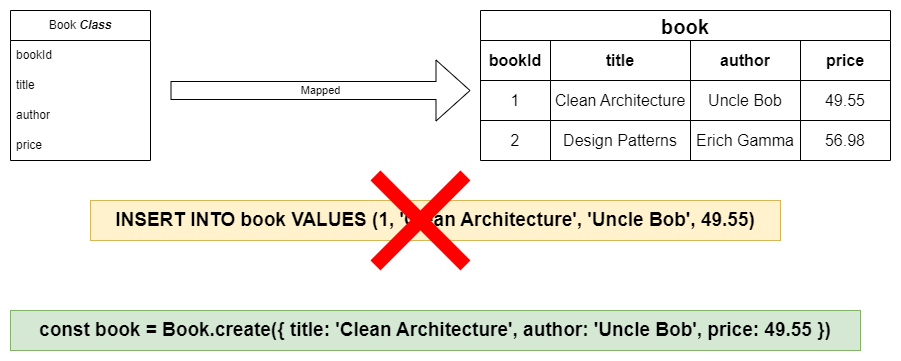 Book Class
bookId
title
author
price
Mapped
book
bookId title author price
1 Clean Architecture Uncle Bob 49.55
2 Design Patterns Erich Gamma 56.98
INSERT INTO book VALUES (1, 'Clean Architecture', 'Uncle Bob', 49.55)
const book = Book.create({ title: 'Clean Architecture', author: 'Uncle Bob', price: 49.55 })